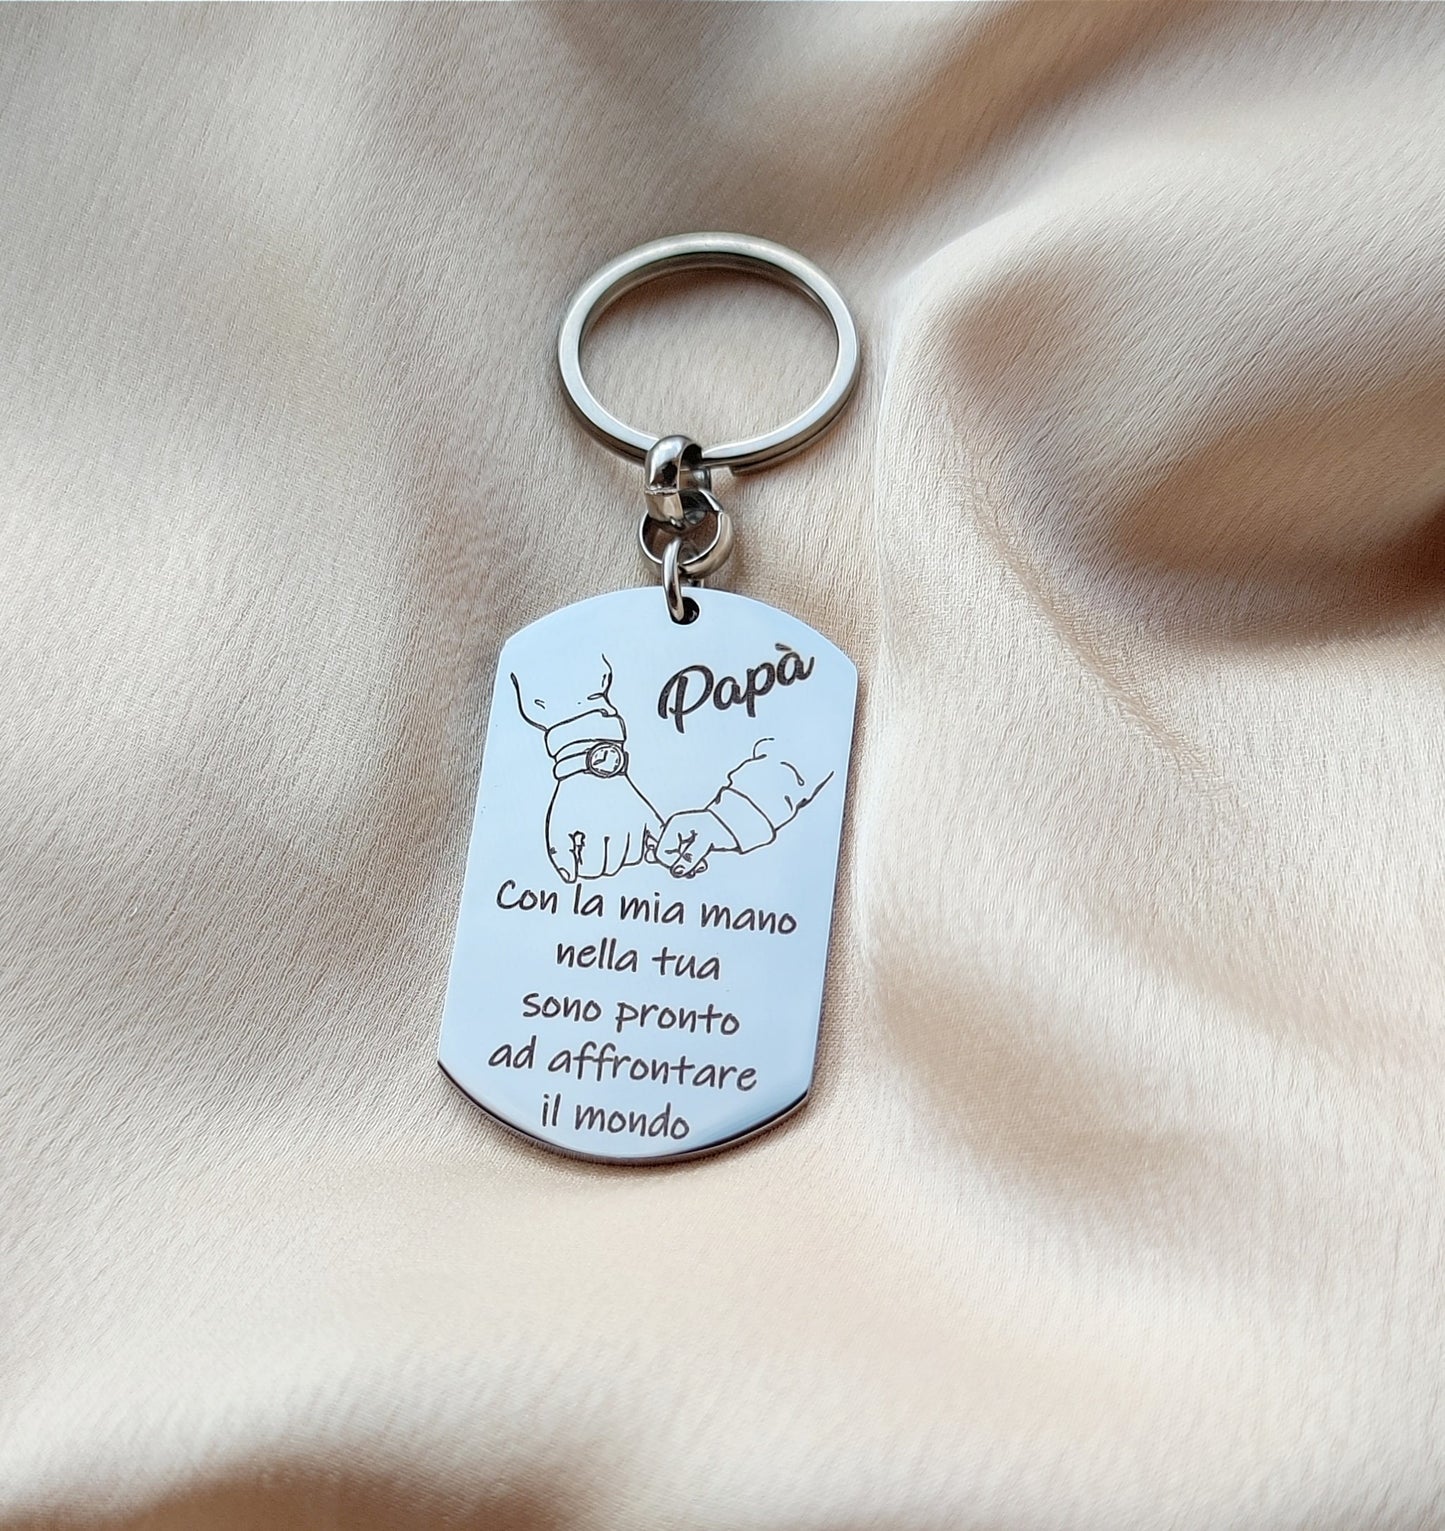 Papà
Con la mia mano
nella tua
sono pronto
ad affrontare
il mondo